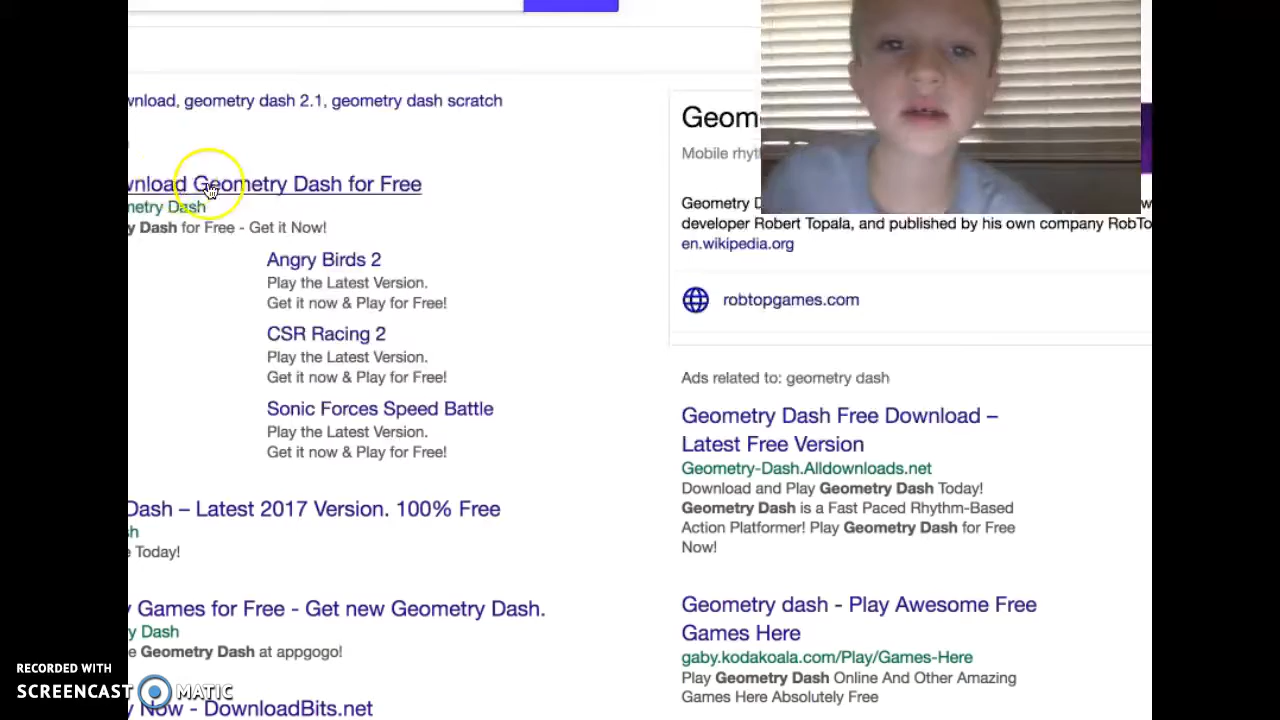 wnload, geometry dash 2.1, geometry dash scratch
wnload Geometry Dash for Free
metry Dash
y Dash for Free - Get it Now!
Angry Birds 2
Play the Latest Version.
Get it now & Play for Free!
CSR Racing 2
Play the Latest Version.
Get it now & Play for Free!
Sonic Forces Speed Battle
Play the Latest Version.
Get it now & Play for Free!
Dash – Latest 2017 Version. 100% Free
sh
e Today!
y Games for Free - Get new Geometry Dash.
y Dash
e Geometry Dash at appgogo!
y Now - DownloadBits.net
Geom
Mobile rhyt
Geometry D
developer Robert Topala, and published by his own company RobTo
en.wikipedia.org
robtopgames.com
Ads related to: geometry dash
Geometry Dash Free Download –
Latest Free Version
Geometry-Dash.Alldownloads.net
Download and Play Geometry Dash Today!
Geometry Dash is a Fast Paced Rhythm-Based
Action Platformer! Play Geometry Dash for Free
Now!
Geometry dash - Play Awesome Free
Games Here
gaby.kodakoala.com/Play/Games-Here
Play Geometry Dash Online And Other Amazing
Games Here Absolutely Free
RECORDED WITH
SCREENCAST MATIC